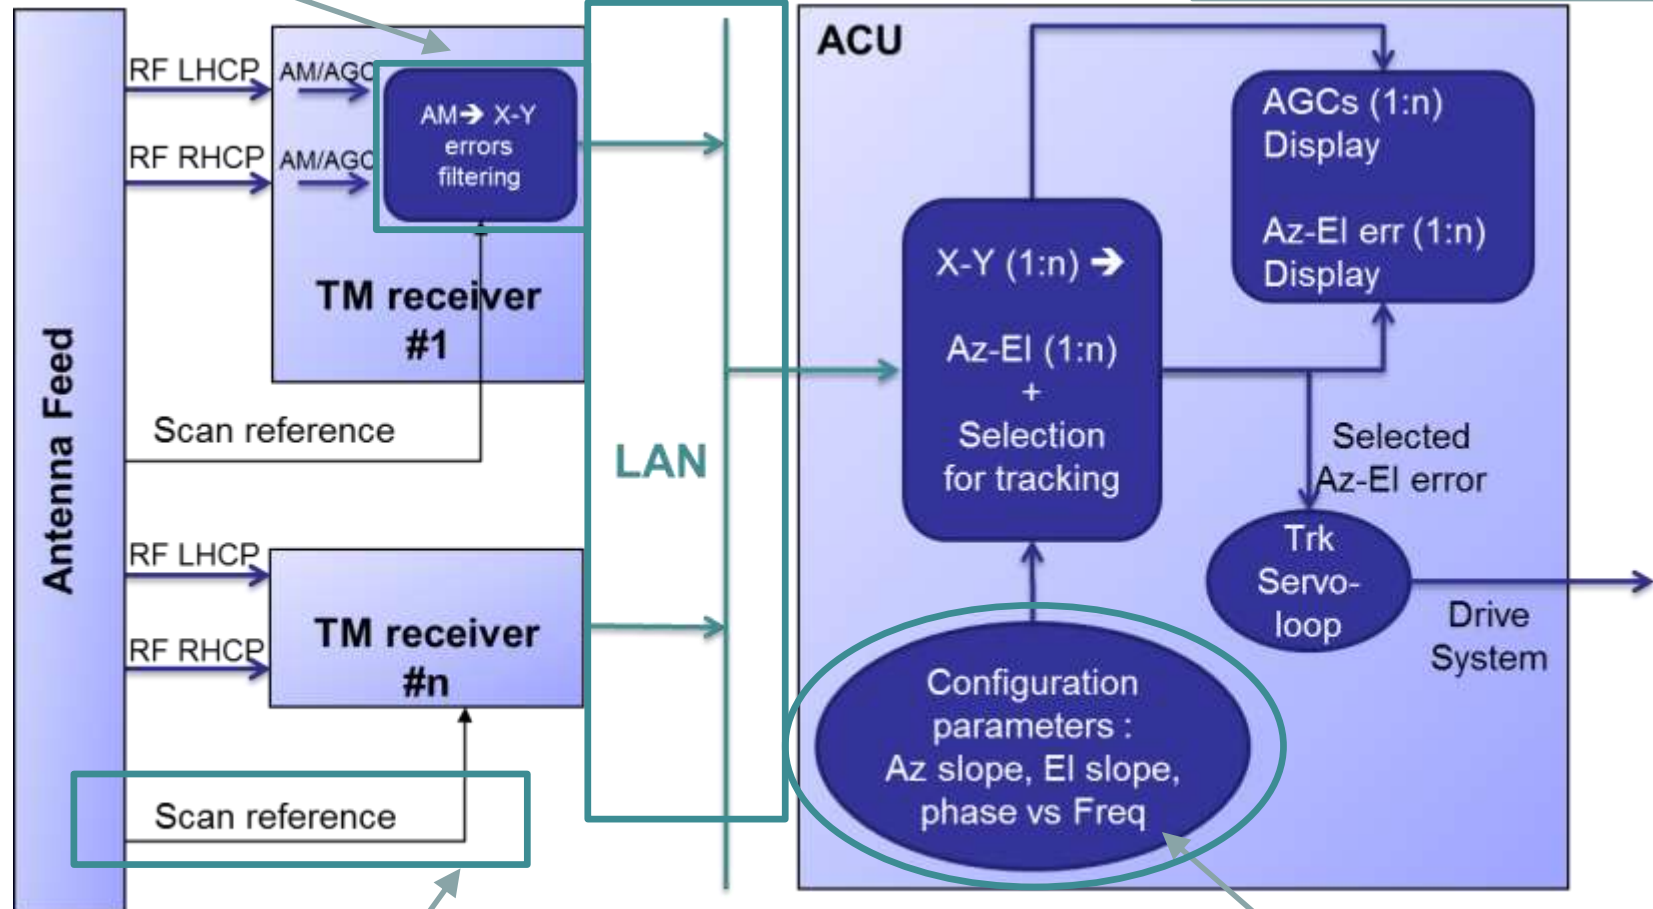 Antenna Feed
RF LHCP
RF RHCP
AM/AGC
AM/AGC
AM➔ X-Y
errors
filtering
TM receiver
#1
Scan reference
RF LHCP
RF RHCP
TM receiver
#n
Scan reference
LAN
ACU
X-Y (1:n) ➔
Az-El (1:n)
+
Selection
for tracking
AGCs (1:n)
Display
Az-El err (1:n)
Display
Selected
Az-El error
Trk
Servo-
loop
Drive
System
Configuration
parameters :
Az slope, El slope,
phase vs Freq